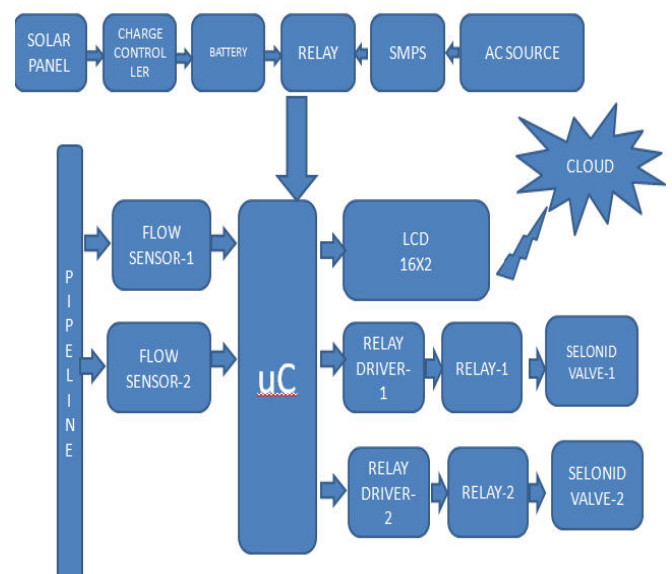 SOLAR
PANEL
CHARGE
CONTROL
LER
BATTERY
RELAY
SMPS
AC SOURCE
CLOUD
PIPELINE
FLOW
SENSOR-1
FLOW
SENSOR-2
uC
LCD
16X2
RELAY
DRIVER-
1
RELAY-1
SELONID
VALVE-1
RELAY
DRIVER-
2
RELAY-2
SELONID
VALVE-2